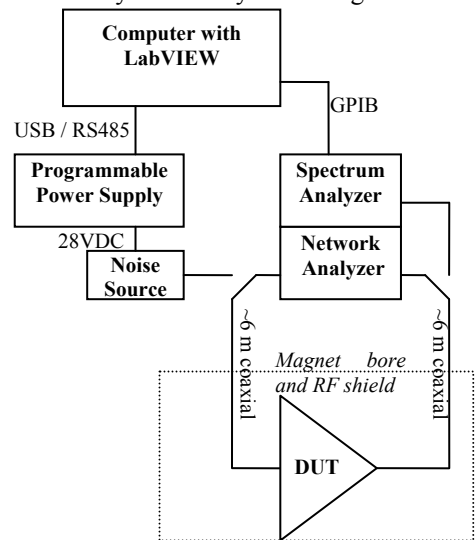 Computer with
LabVIEW
GPIB
USB / RS485
Programmable
Power Supply
Spectrum
Analyzer
28VDC
Noise
Source
Network
Analyzer
~6 m coaxial
~6 m coaxial
Magnet bore
and RF shield
DUT